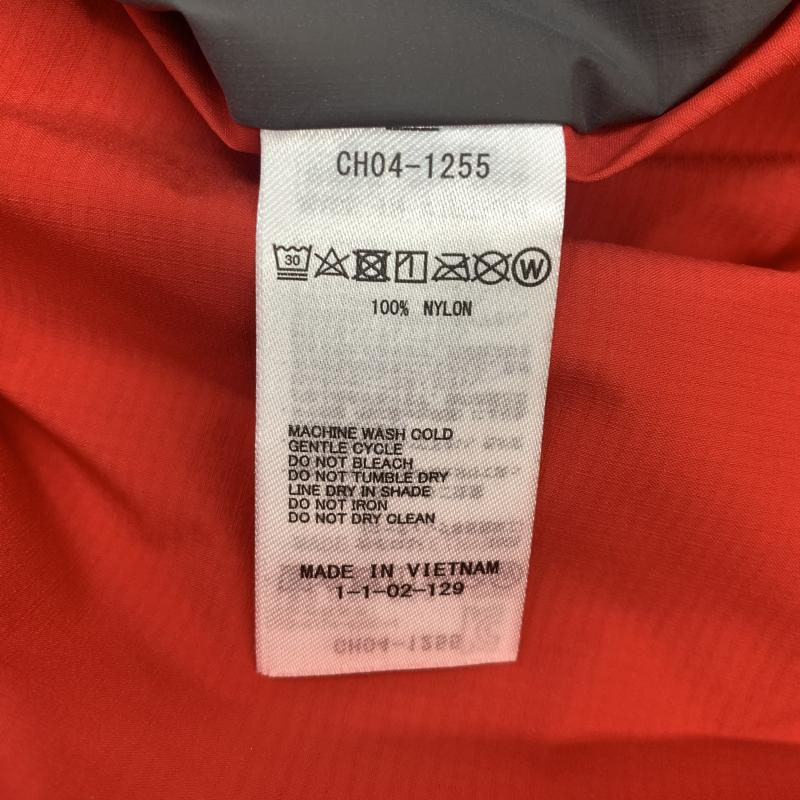 CH04-1255
30 W
100% NYLON
MACHINE WASH COLD
GENTLE CYCLE
DO NOT BLEACH
DO NOT TUMBLE DRY
LINE DRY IN SHADE
DO NOT IRON
DO NOT DRY CLEAN
MADE IN VIETNAM
1-1-02-129